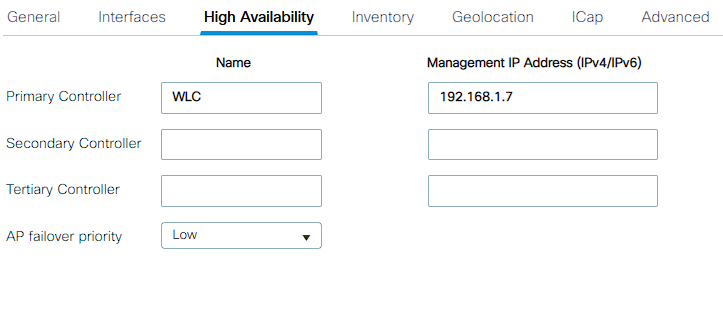 General Interfaces High Availability Inventory Geolocation ICap Advanced
Name Management IP Address (IPv4/IPv6)
Primary Controller WLC 192.168.1.7
Secondary Controller
Tertiary Controller
AP failover priority Low